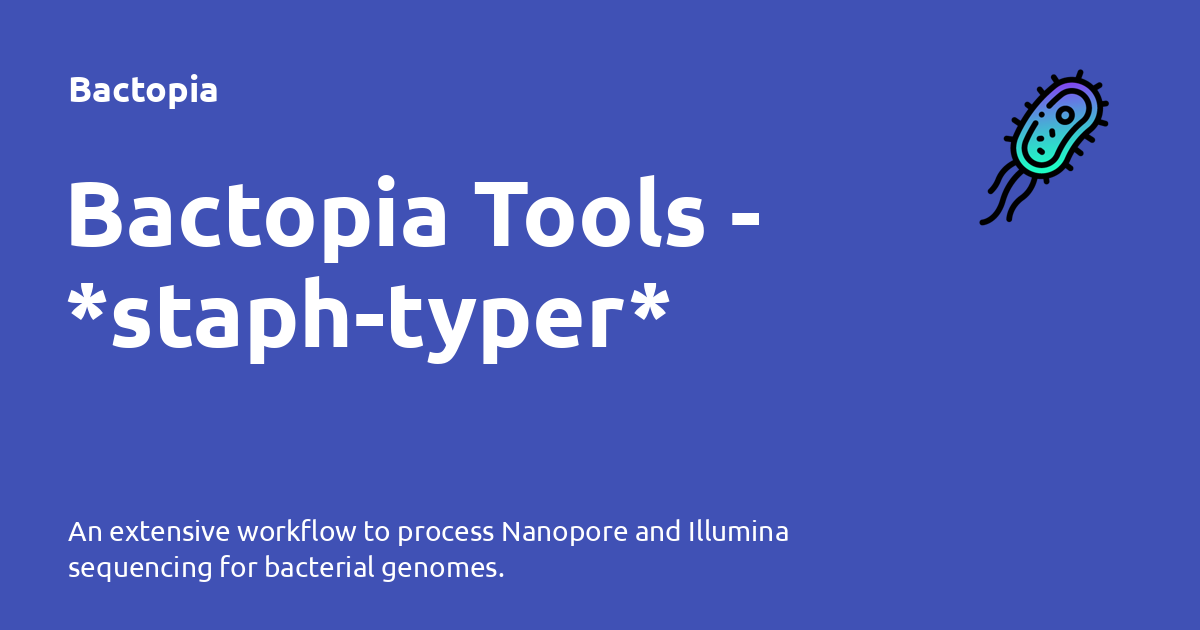 Bactopia
Bactopia Tools -
*staph-typer*
An extensive workflow to process Nanopore and Illumina
sequencing for bacterial genomes.